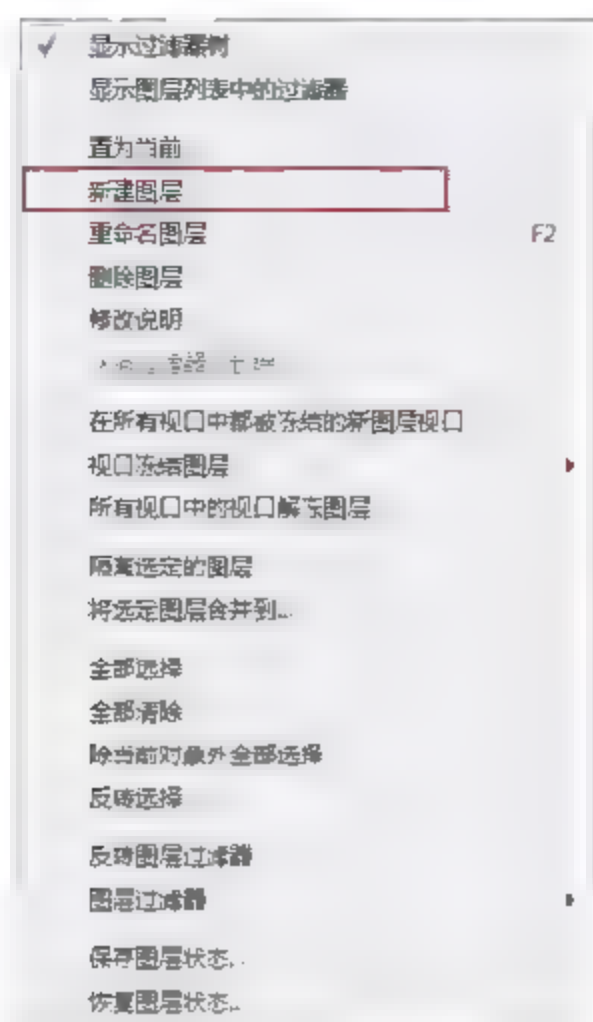 显示过滤器树
显示图层列表中的过滤器
置为当前
新建图层
重命名图层 F2
删除图层
修改说明
在所有视口中都被冻结的新图层视口
视口冻结图层
所有视口中的视口解冻图层
隔离选定的图层
将选定图层合并到...
全部选择
全部清除
除当前对象外全部选择
反转选择
反转图层过滤器
图层过滤器
保存图层状态...
恢复图层状态...